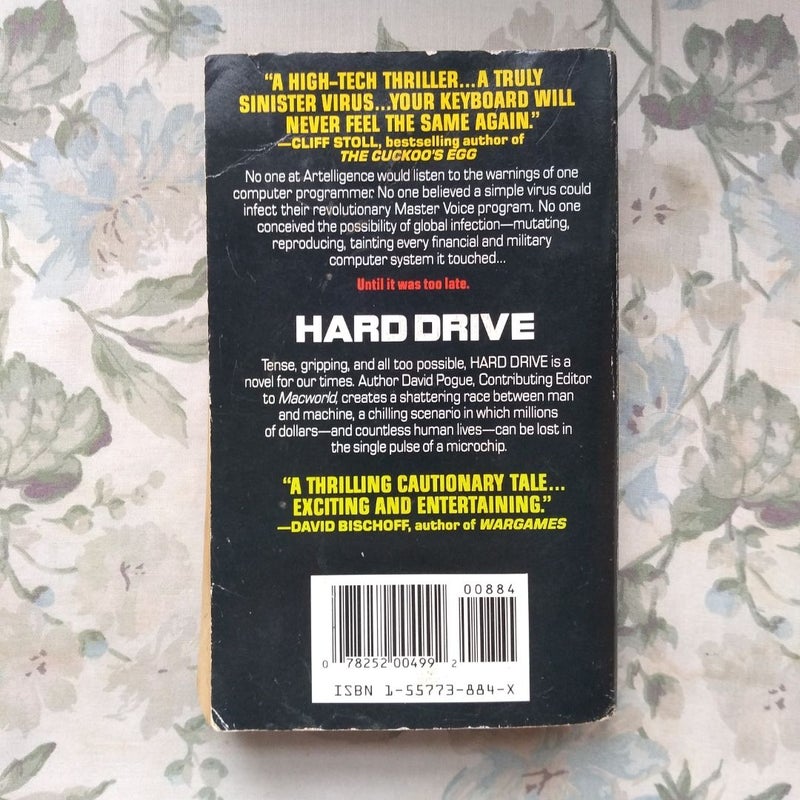 “A HIGH-TECH THRILLER...A TRULY
SINISTER VIRUS...YOUR KEYBOARD WILL
NEVER FEEL THE SAME AGAIN.”
—CLIFF STOLL, bestselling author of
THE CUCKOO'S EGG
No one at Artelligence would listen to the warnings of one
computer programmer. No one believed a simple virus could
infect their revolutionary Master Voice program. No one
conceived the possibility of global infection—mutating,
reproducing, tainting every financial and military
computer system it touched...
Until it was too late.
HARD DRIVE
Tense, gripping, and all too possible, HARD DRIVE is a
novel for our times. Author David Pogue, Contributing Editor
to Macworld, creates a shattering race between man
and machine, a chilling scenario in which millions
of dollars—and countless human lives—can be lost in
the single pulse of a microchip.
“A THRILLING CAUTIONARY TALE...
EXCITING AND ENTERTAINING.”
—DAVID BISCHOFF, author of WARGAMES
00884
0 78252 00499 2
ISBN 1-55773-884-X